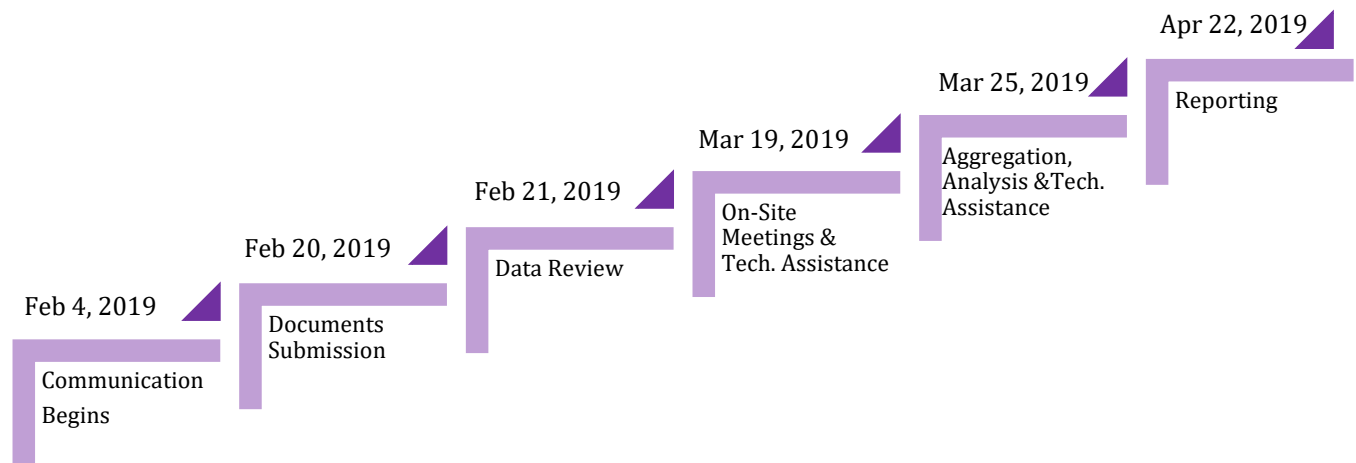 Feb 4, 2019
Communication
Begins
Feb 20, 2019
Documents
Submission
Feb 21, 2019
Data Review
Mar 19, 2019
On-Site
Meetings &
Tech. Assistance
Mar 25, 2019
Aggregation,
Analysis &Tech.
Assistance
Apr 22, 2019
Reporting